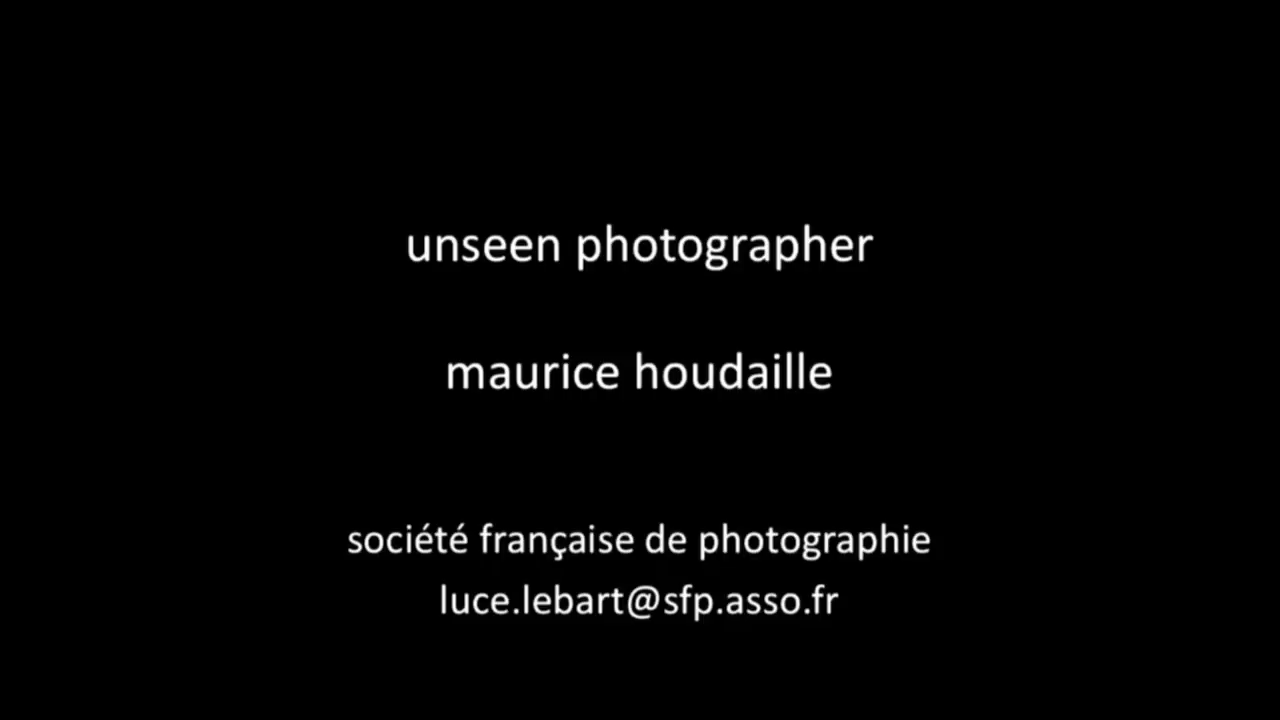 unseen photographer
maurice houdaille
société française de photographie
luce.lebart@sfp.asso.fr